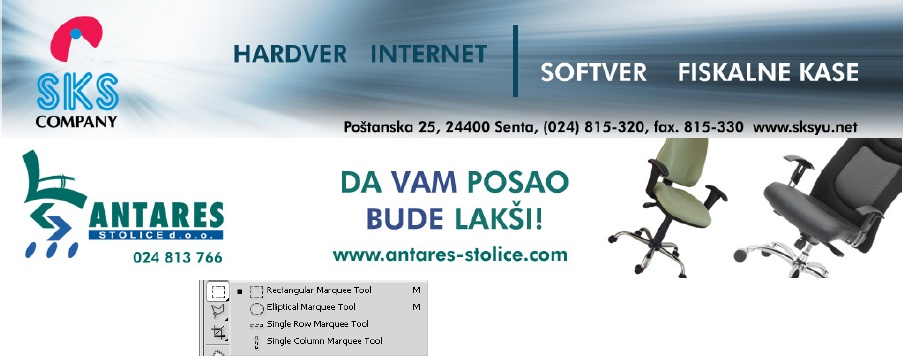 SKS
COMPANY
HARDVER INTERNET
SOFTVER FISKALNE KASE
Poštanska 25, 24400 Senta, (024) 815-320, fax. 815-330 www.sksyu.net
ANTARES
STOLICE d.o.o.
024 813 766
DA VAM POSAO
BUDE LAKŠI!
www.antares-stolice.com
Rectangular Marquee Tool M
Elliptical Marquee Tool M
Single Row Marquee Tool
Single Column Marquee Tool